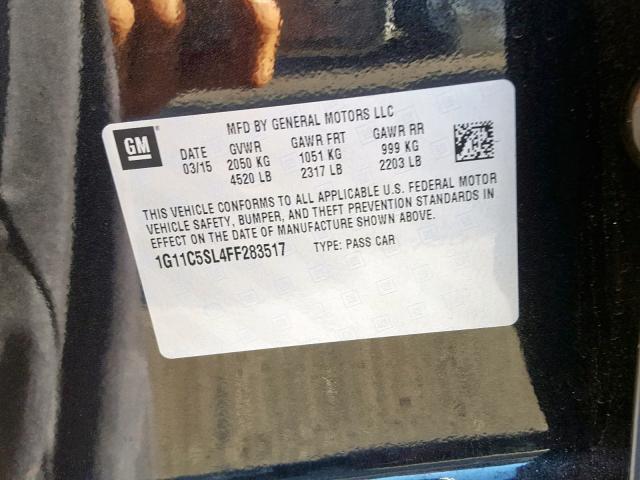 MFD BY GENERAL MOTORS LLC
GM ®
DATE GVWR GAWR FRT GAWR RR
03/15 2050 KG 1051 KG 999 KG
4520 LB 2317 LB 2203 LB
THIS VEHICLE CONFORMS TO ALL APPLICABLE U.S. FEDERAL MOTOR
VEHICLE SAFETY, BUMPER, AND THEFT PREVENTION STANDARDS IN
EFFECT ON THE DATE OF MANUFACTURE SHOWN ABOVE.
1G11C5SL4FF283517 TYPE: PASS CAR